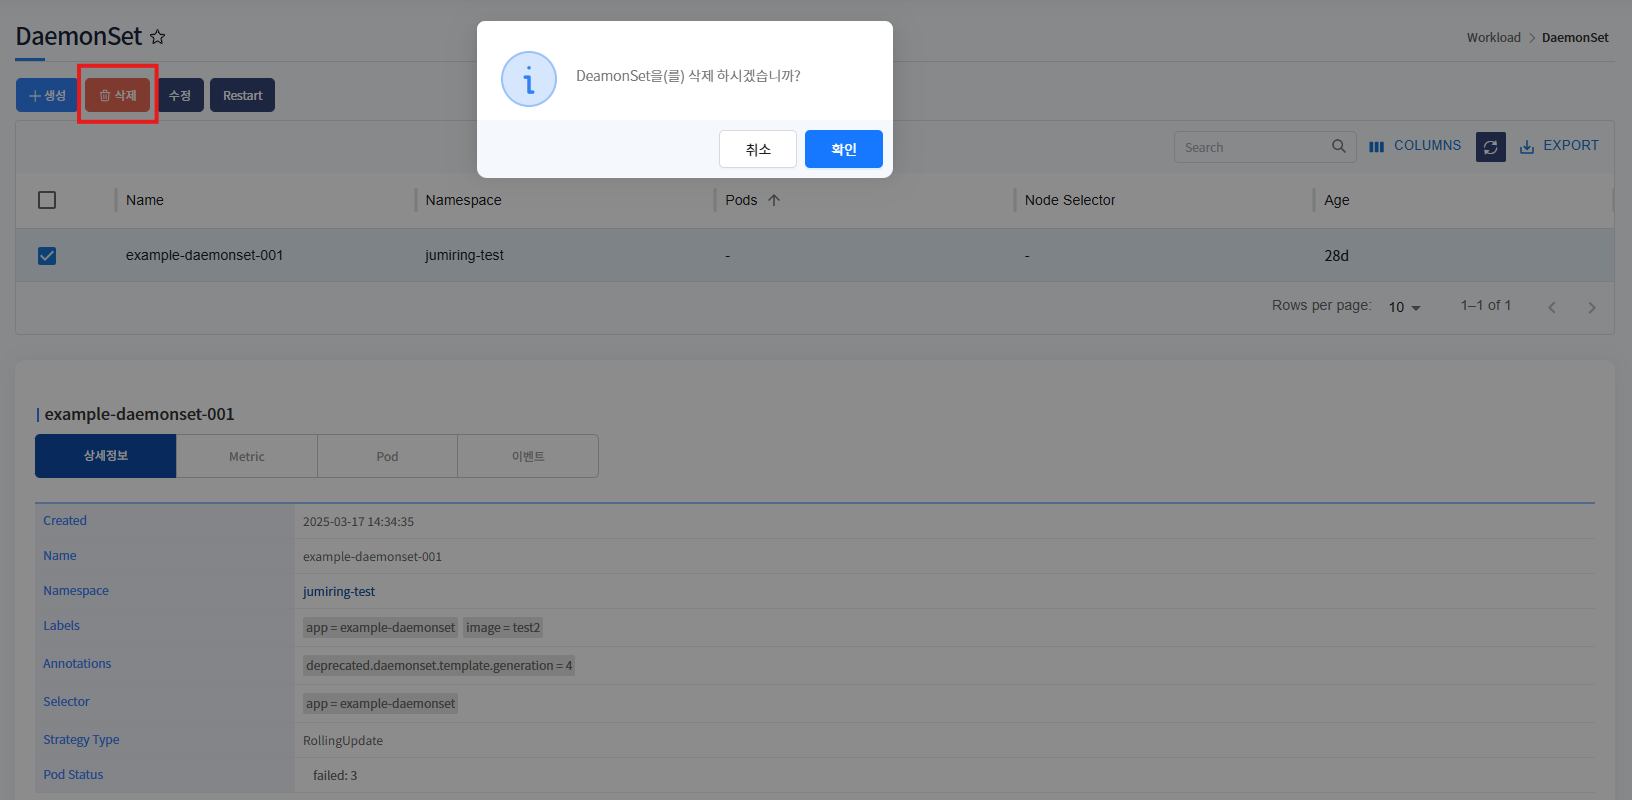 DaemonSet
Workload > DaemonSet
생성 삭제 수정 Restart
DeamonSet을(를) 삭제 하시겠습니까?
취소 확인
Search COLUMNS EXPORT
Name Namespace Pods Node Selector Age
example-daemonset-001 jumiring-test - - 28d
Rows per page: 10 1–1 of 1
example-daemonset-001
상세정보 Metric Pod 이벤트
Created 2025-03-17 14:34:35
Name example-daemonset-001
Namespace jumiring-test
Labels app = example-daemonset image = test2
Annotations deprecated.daemonset.template.generation = 4
Selector app = example-daemonset
Strategy Type RollingUpdate
Pod Status failed: 3